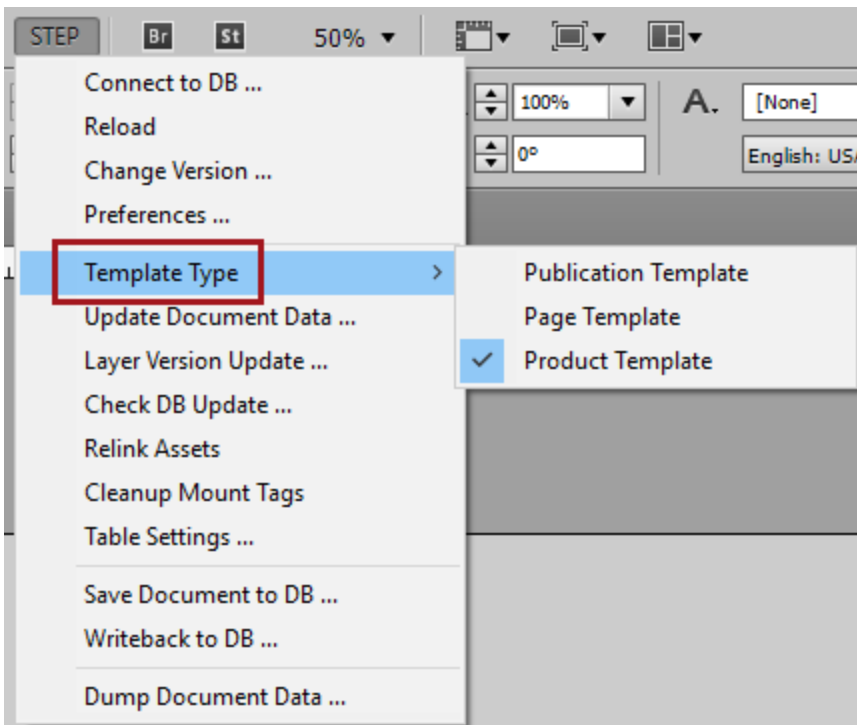 STEP Br St 50%
Connect to DB ...
100% A. [None]
Reload
Change Version ...
0° English: USA
Preferences ...
Template Type
Publication Template
Update Document Data ...
Page Template
Layer Version Update ...
Product Template
Check DB Update ...
Relink Assets
Cleanup Mount Tags
Table Settings ...
Save Document to DB ...
Writeback to DB ...
Dump Document Data ...